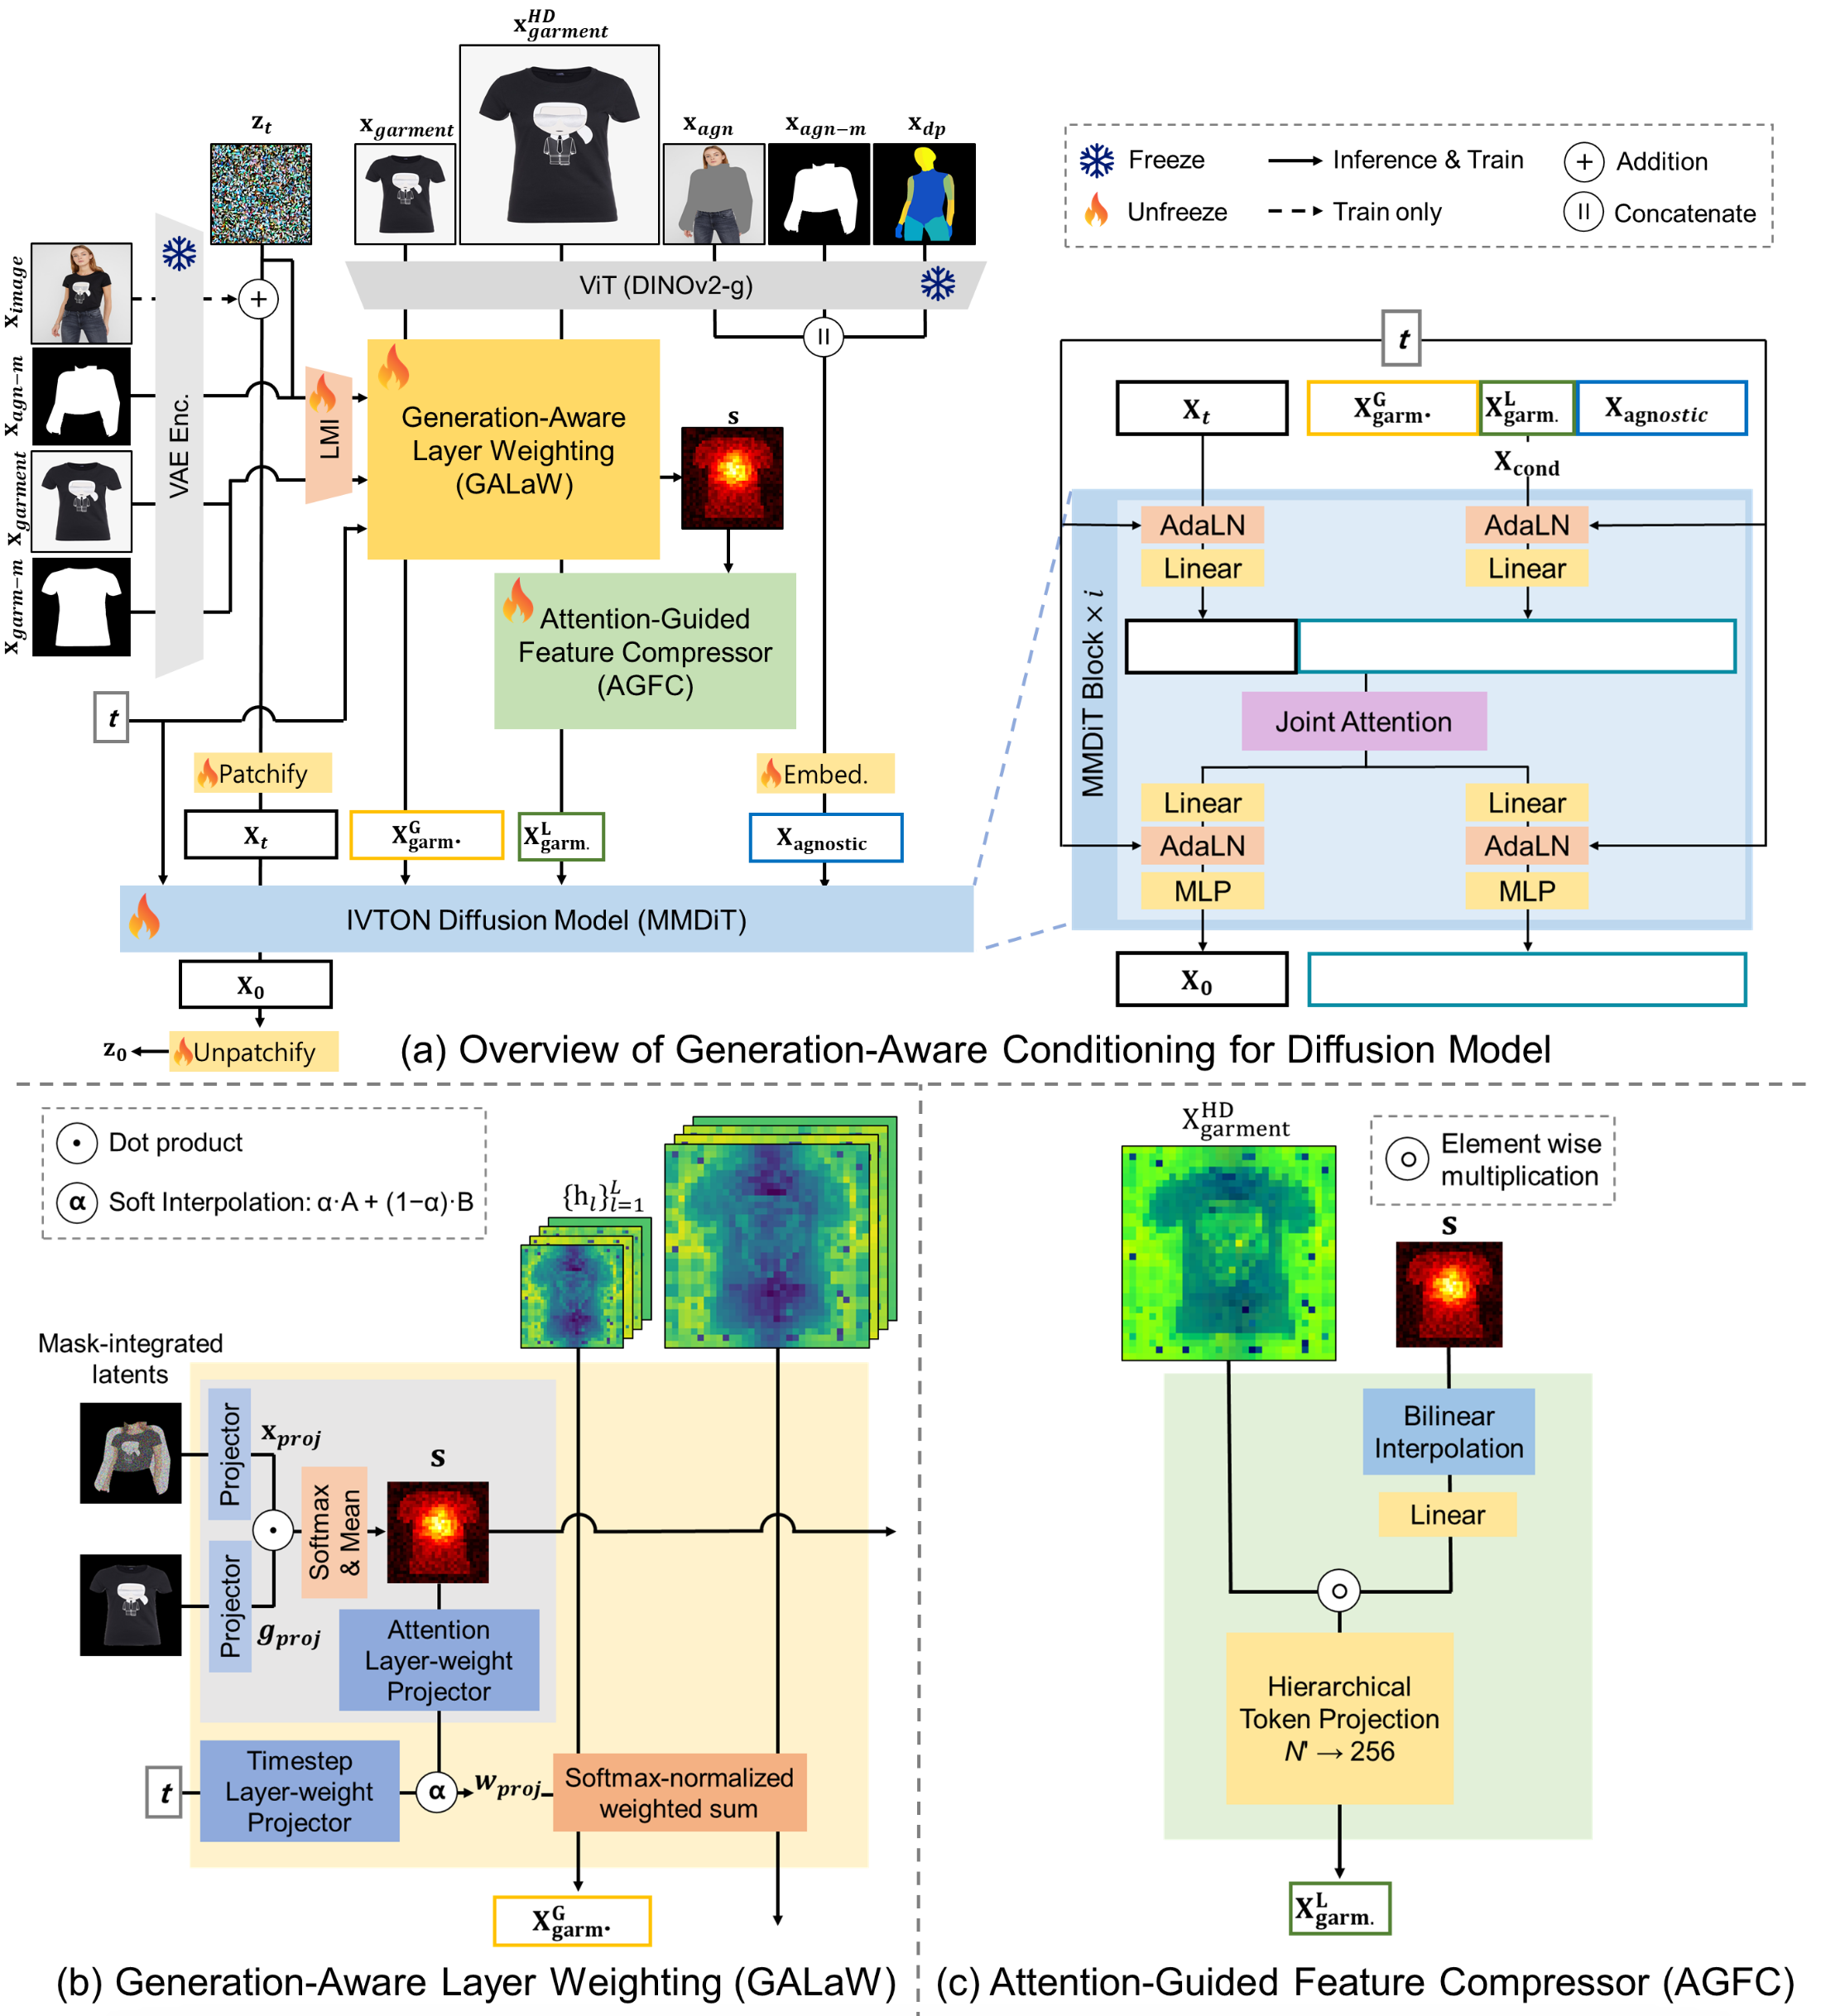 x^{HD}_{garment}
z_t
x_{garment}
x_{agn−m}
x_{agn}
x_{dp}
Freeze
Inference & Train
+
Addition
Unfreeze
Train only
||
Concatenate
x_{image}
x_{agn−m}
x_{garment}
x_{garm−m}
VAE Enc.
+
ViT (DINOv2-g)
||
LMI
Generation-Aware
Layer Weighting
(GALaW)
s
Attention-Guided
Feature Compressor
(AGFC)
t
Patchify
Embed.
X_t
X^G_{garm.}
X^L_{garm.}
X_{agnostic}
IVTON Diffusion Model (MMDiT)
X_0
z_0
Unpatchify
t
X_t
X^G_{garm.}
X^L_{garm.}
X_{agnostic}
X_{cond}
MMDiT Block × i
AdaLN
AdaLN
Linear
Linear
Joint Attention
Linear
Linear
AdaLN
AdaLN
MLP
MLP
X_0
(a) Overview of Generation-Aware Conditioning for Diffusion Model
Dot product
α
Soft Interpolation: α·A + (1−α)·B
{h_l}^L_{l=1}
Mask-integrated
latents
Projector
x_{proj}
Projector
g_{proj}
Softmax
& Mean
s
Attention
Layer-weight
Projector
t
Timestep
Layer-weight
Projector
α
w_{proj}
Softmax-normalized
weighted sum
X^G_{garm.}
(b) Generation-Aware Layer Weighting (GALaW)
X^{HD}_{garment}
Element wise
multiplication
s
Bilinear
Interpolation
Linear
Hierarchical
Token Projection
N' → 256
X^L_{garm.}
(c) Attention-Guided Feature Compressor (AGFC)